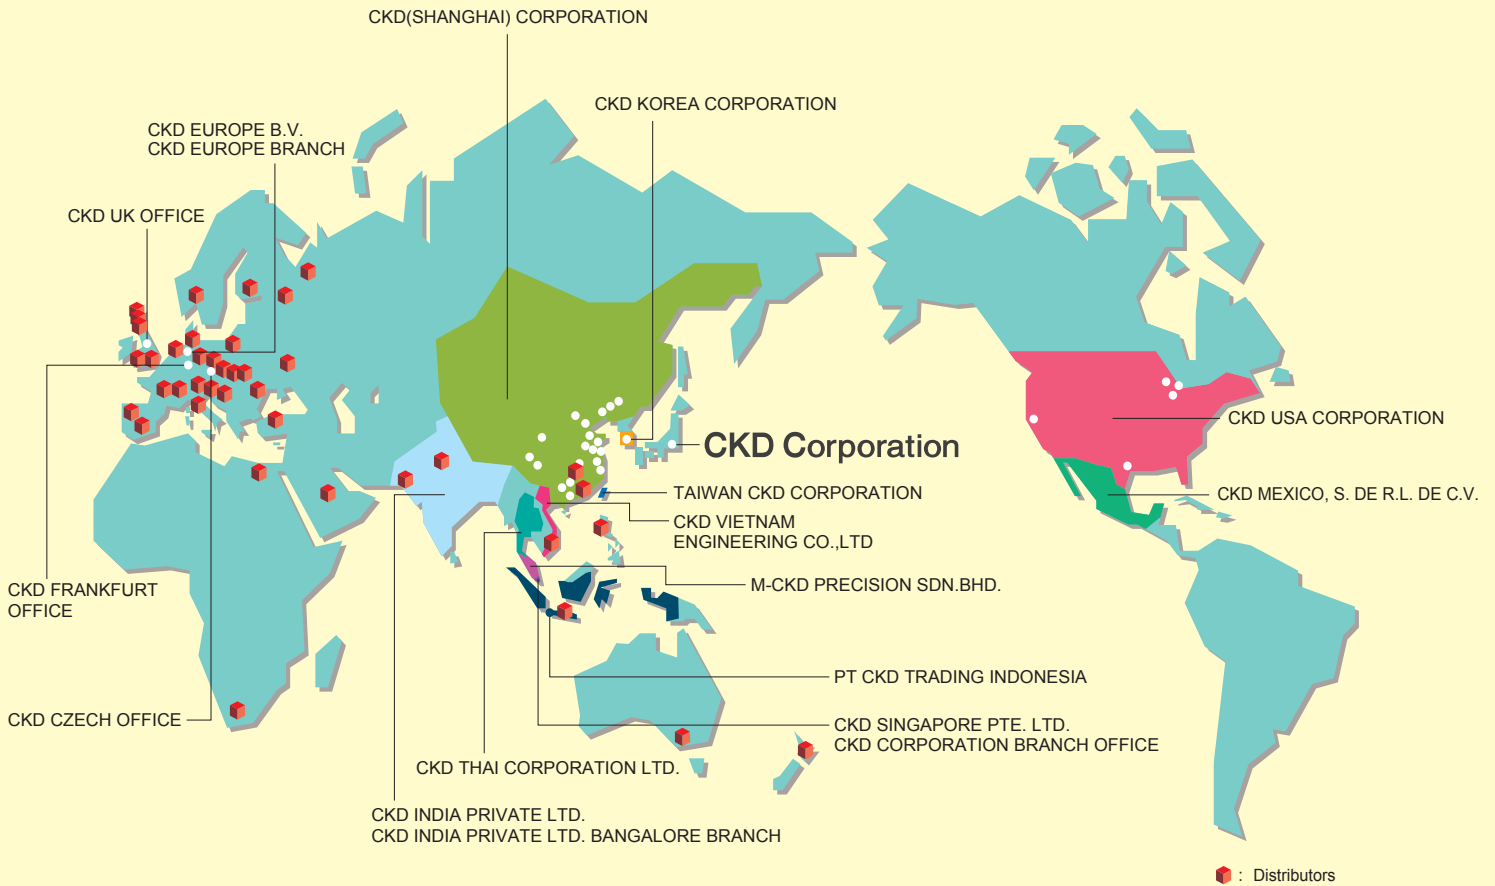 CKD(SHANGHAI) CORPORATION
CKD KOREA CORPORATION
CKD EUROPE B.V.
CKD EUROPE BRANCH
CKD UK OFFICE
CKD USA CORPORATION
CKD Corporation
TAIWAN CKD CORPORATION
CKD MEXICO, S. DE R.L. DE C.V.
CKD VIETNAM
ENGINEERING CO.,LTD
M-CKD PRECISION SDN.BHD.
CKD FRANKFURT
OFFICE
PT CKD TRADING INDONESIA
CKD CZECH OFFICE
CKD SINGAPORE PTE. LTD.
CKD CORPORATION BRANCH OFFICE
CKD THAI CORPORATION LTD.
CKD INDIA PRIVATE LTD.
CKD INDIA PRIVATE LTD. BANGALORE BRANCH
: Distributors